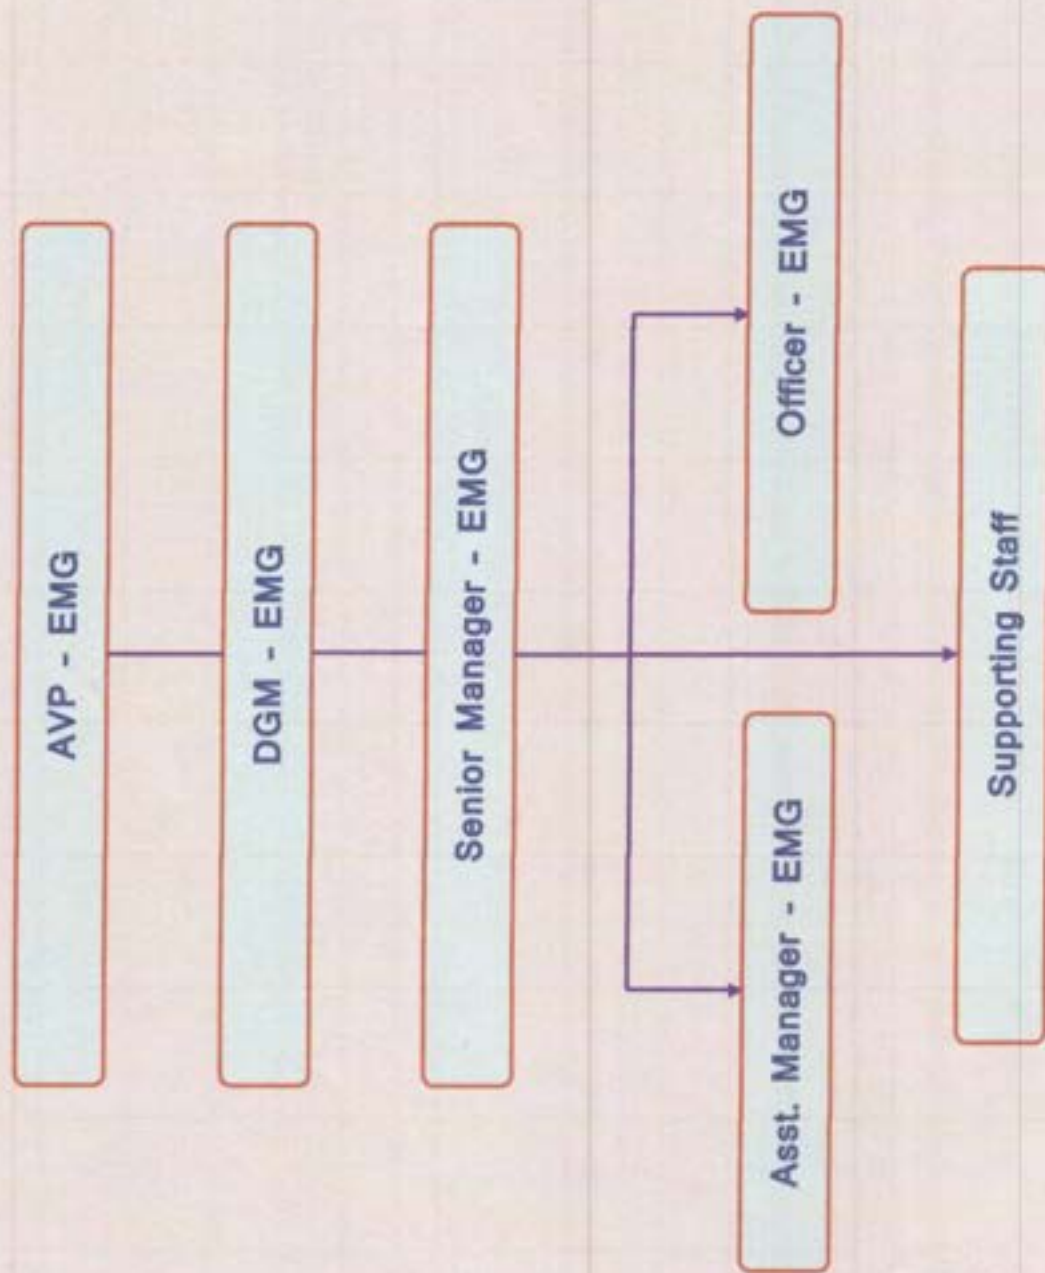 AVP - EMG
DGM - EMG
Senior Manager - EMG
Asst. Manager - EMG
Officer - EMG
Supporting Staff